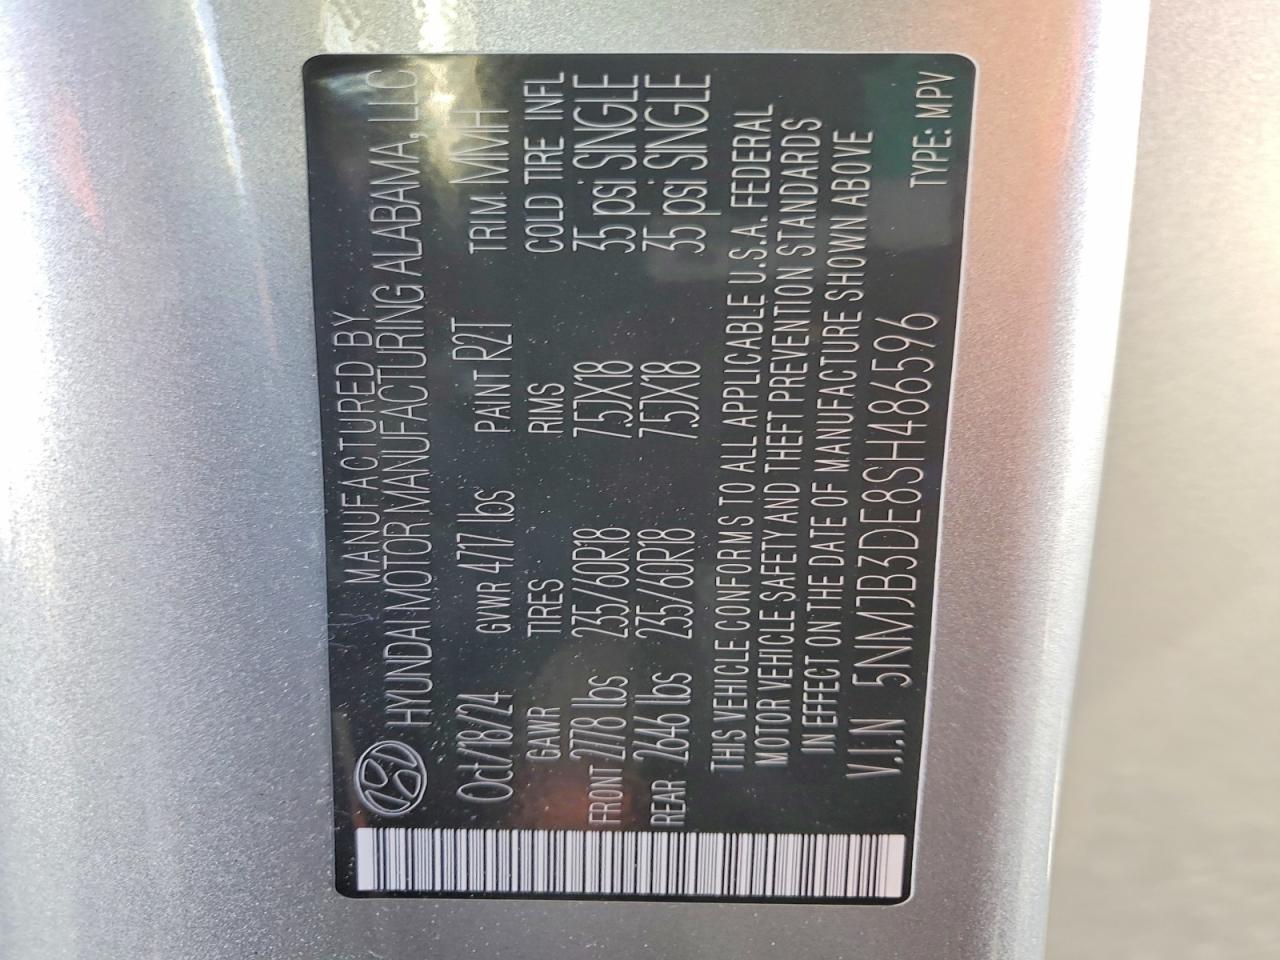 MANUFACTURED BY
HYUNDAI MOTOR MANUFACTURING ALABAMA, LLC
Oct/18/24 GVWR 4717 lbs PAINT R2T TRIM MMH
GAWR TIRES RIMS COLD TIRE INFL
FRONT 2778 lbs 235/60R18 7.5JX18 35 psi SINGLE
REAR 2646 lbs 235/60R18 7.5JX18 35 psi SINGLE
THIS VEHICLE CONFORMS TO ALL APPLICABLE U.S.A. FEDERAL
MOTOR VEHICLE SAFETY AND THEFT PREVENTION STANDARDS
IN EFFECT ON THE DATE OF MANUFACTURE SHOWN ABOVE
V.I.N 5NMJB3DE8SH486596
TYPE: MPV